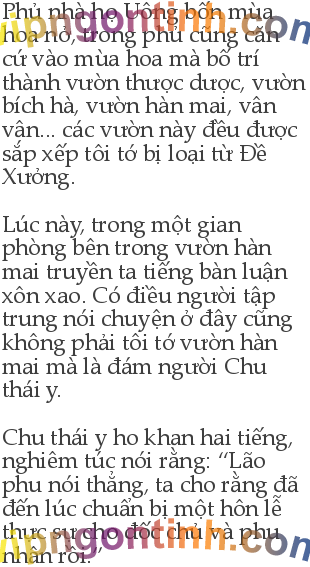 Phủ nhà họ Uông bốn mùa
hoa nở, trong phủ cũng căn
cứ vào mùa hoa mà bố trí
thành vườn thược dược, vườn
bích hà, vườn hàn mai, vân
vân... các vườn này đều được
sắp xếp tôi tớ bị loại từ Đề
Xưởng.
Lúc này, trong một gian
phòng bên trong vườn hàn
mai truyền ta tiếng bàn luận
xôn xao. Có điều người tập
trung nói chuyện ở đây cũng
không phải tôi tớ vườn hàn
mai mà là đám người Chu
thái y.
Chu thái y ho khan hai tiếng,
nghiêm túc nói rằng: “Lão
phu nói thẳng, ta cho rằng đã
đến lúc chuẩn bị một hôn lễ
thực sự cho đốc chủ và phu
nhân rồi.”
vipngontinh.com
vipngontinh.com